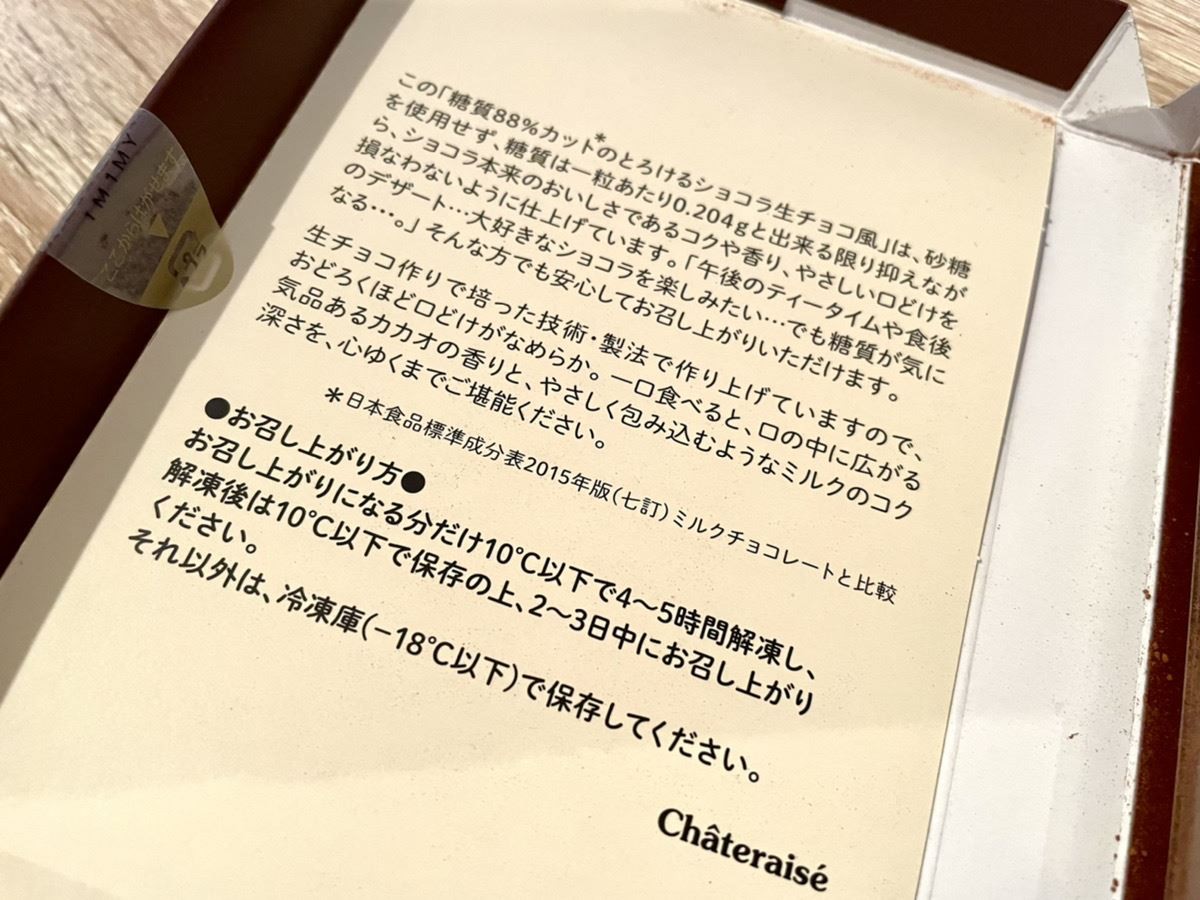 この「糖質88%カット*のとろけるショコラ生チョコ風」は、砂糖
を使用せず、糖質は一粒あたり0.204gと出来る限り抑えなが
ら、ショコラ本来のおいしさであるコクや香り、やさしい口どけを
損なわないように仕上げています。「午後のティータイムや食後
のデザート…大好きなショコラを楽しみたい…でも糖質が気に
なる…。」そんな方でも安心してお召し上がりいただけます。
生チョコ作りで培った技術・製法で作り上げていますので、
おどろくほど口どけがなめらか。一口食べると、口の中に広がる
気品あるカカオの香りと、やさしく包み込むようなミルクのコク
深さを、心ゆくまでご堪能ください。
*日本食品標準成分表2015年版(七訂)ミルクチョコレートと比較
●お召し上がり方●
お召し上がりになる分だけ10℃以下で4〜5時間解凍し、
解凍後は10℃以下で保存の上、2〜3日中にお召し上がり
ください。
それ以外は、冷凍庫(−18℃以下)で保存してください。
Châteraisé
1M1MY
ここからはがせます